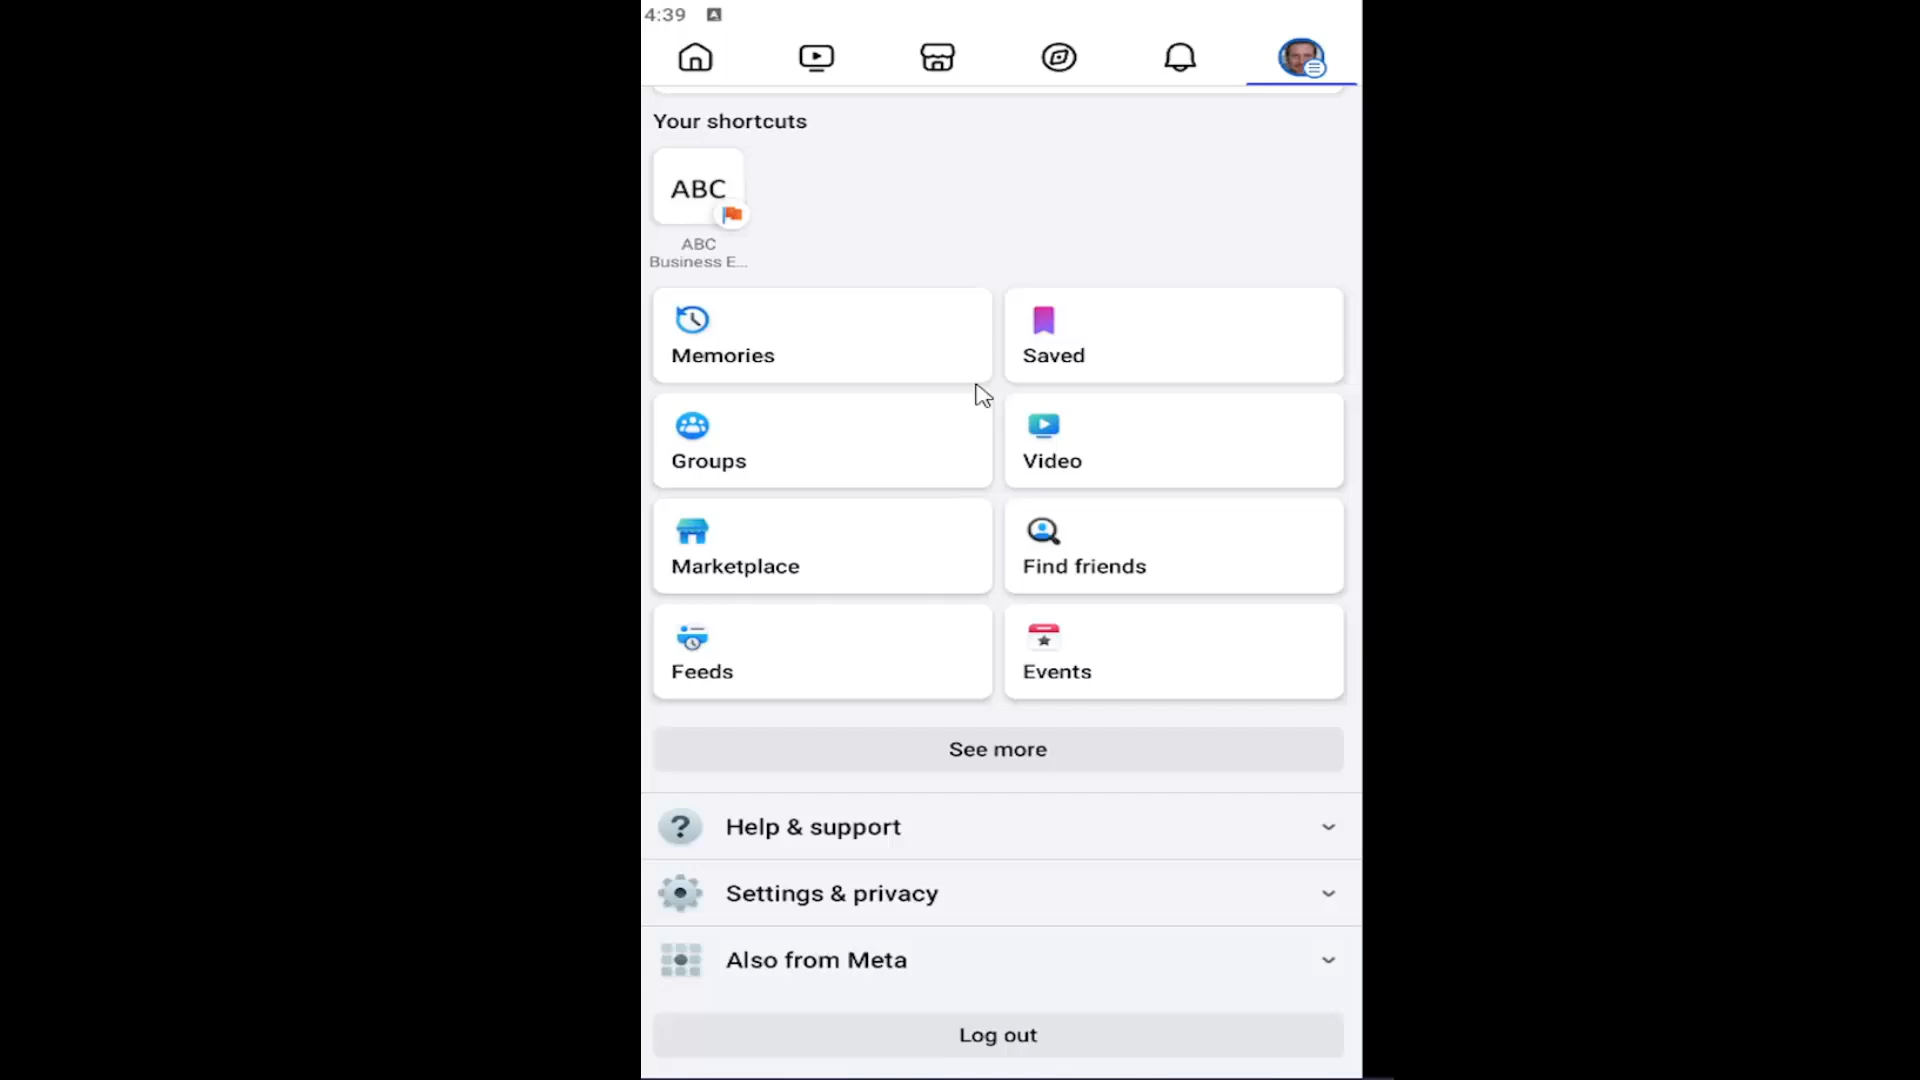 4:39
Your shortcuts
ABC
ABC
Business E...
Memories
Saved
Groups
Video
Marketplace
Find friends
Feeds
Events
See more
Help & support
Settings & privacy
Also from Meta
Log out